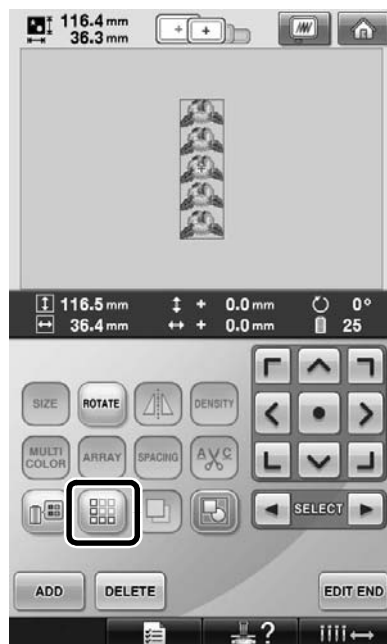 116.4 mm
36.3 mm
116.5 mm + 0.0 mm 0°
36.4 mm + 0.0 mm 25
SIZE ROTATE DENSITY
MULTI COLOR ARRAY SPACING A C
SELECT
ADD DELETE EDIT END
?